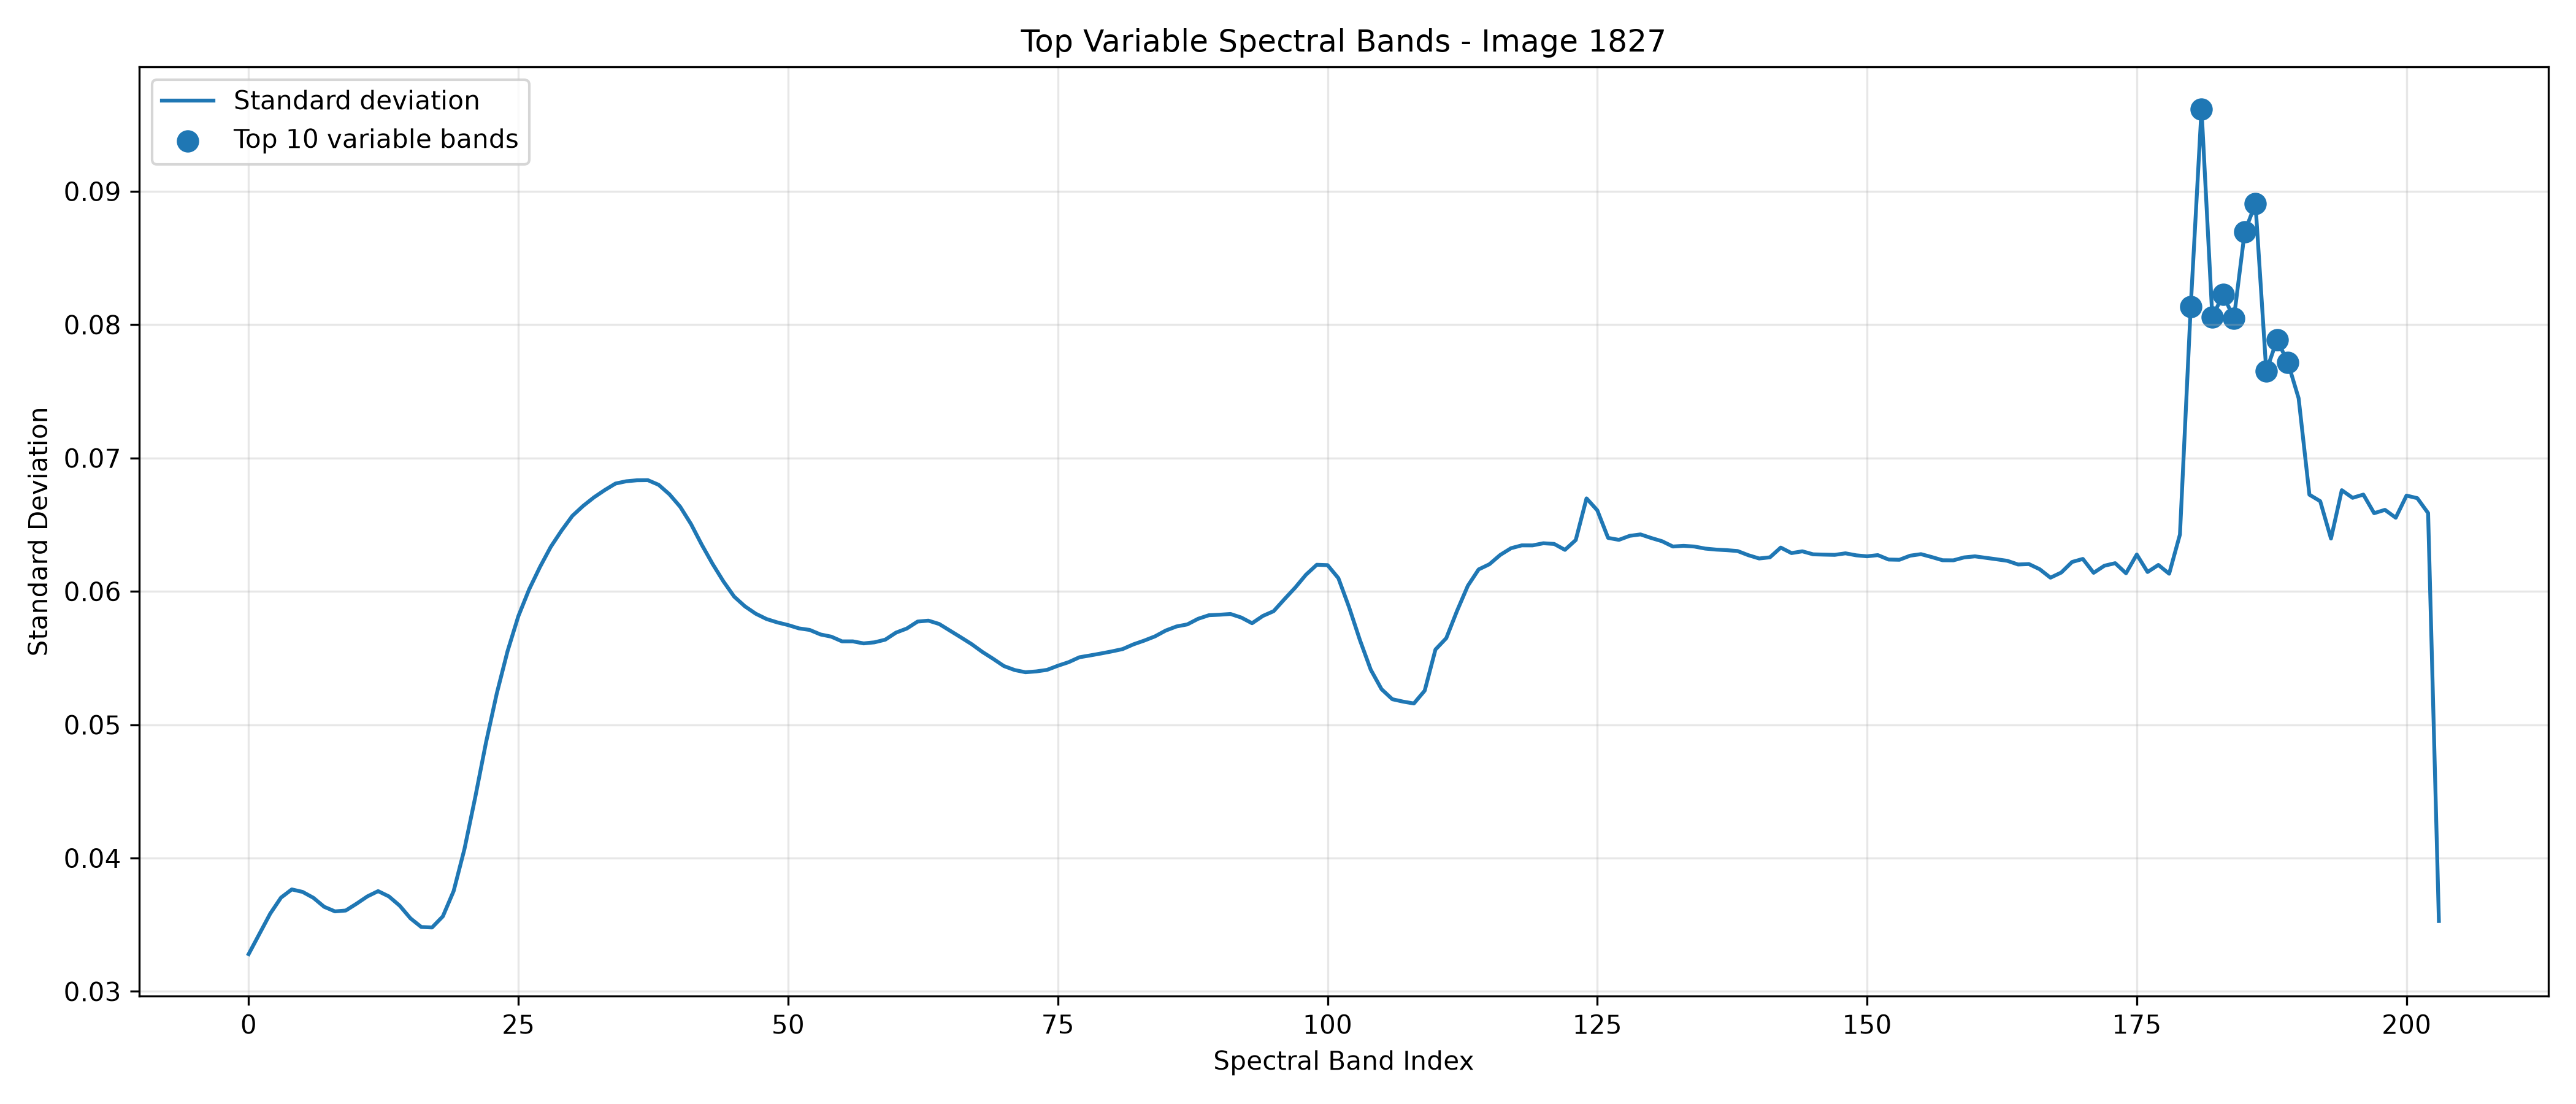 Top Variable Spectral Bands - Image 1827
Standard deviation
Top 10 variable bands
Standard Deviation
0.09
0.08
0.07
0.06
0.05
0.04
0.03
0 25 50 75 100 125 150 175 200
Spectral Band Index